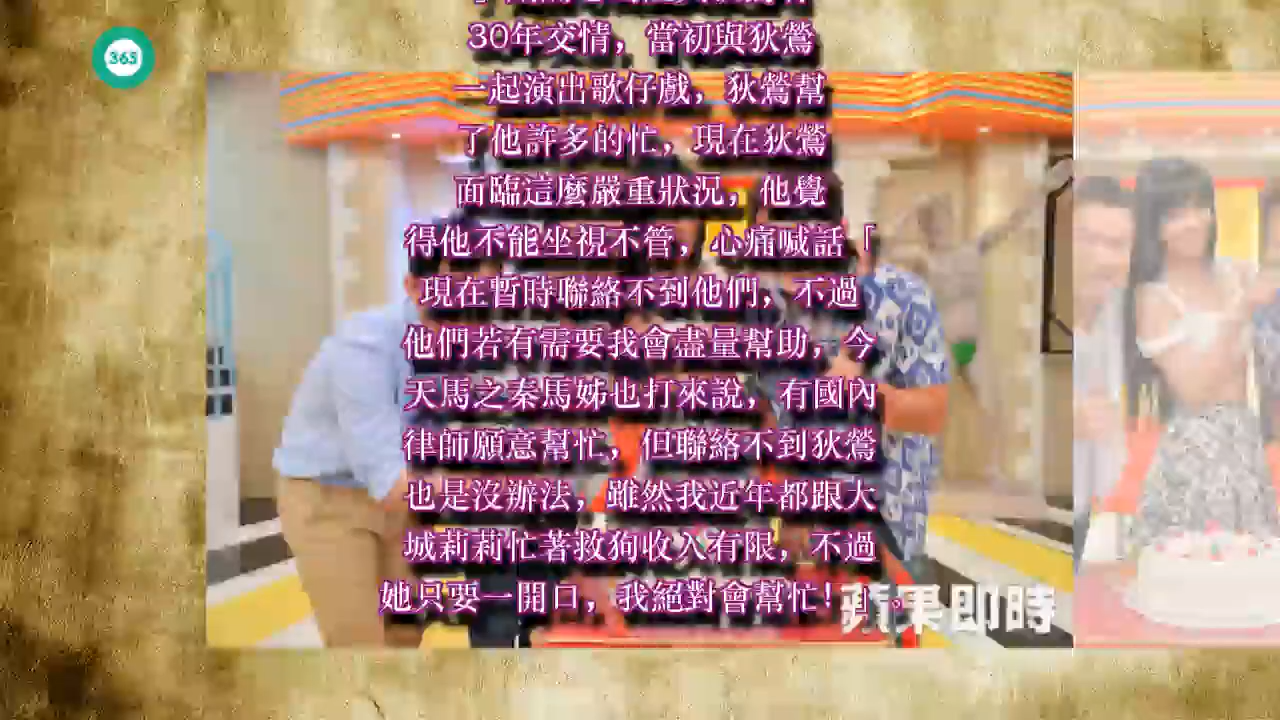 363
30年交情，當初與狄鶯
一起演出歌仔戲，狄鶯幫
了他許多的忙，現在狄鶯
面臨這麼嚴重狀況，他覺
得他不能坐視不管，心痛喊話「
現在暫時聯絡不到他們，不過
他們若有需要我會盡量幫助，今
天馬之秦馬姊也打來說，有國內
律師願意幫忙，但聯絡不到狄鶯
也是沒辦法，雖然我近年都跟大
城莉莉忙著救狗收入有限，不過
她只要一開口，我絕對會幫忙！」。
蘋果即時